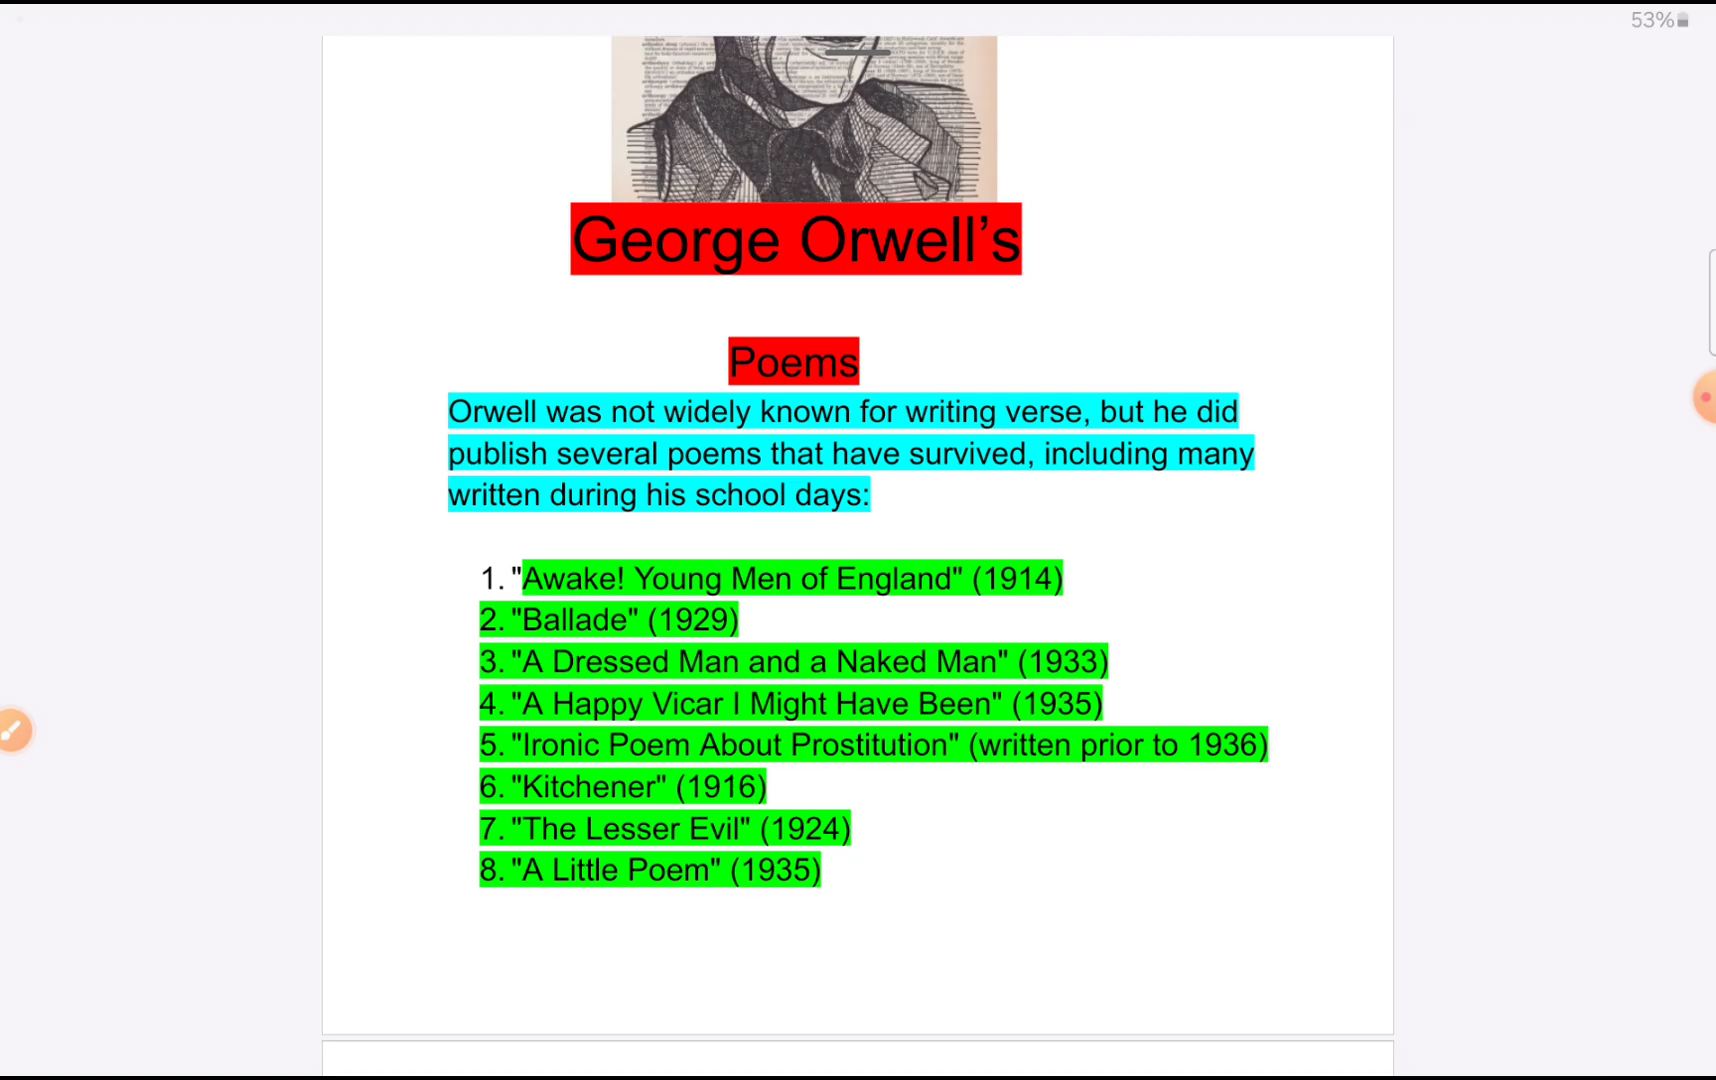 53%
George Orwell’s
Poems
Orwell was not widely known for writing verse, but he did
publish several poems that have survived, including many
written during his school days:
1. "Awake! Young Men of England" (1914)
2. "Ballade" (1929)
3. "A Dressed Man and a Naked Man" (1933)
4. "A Happy Vicar I Might Have Been" (1935)
5. "Ironic Poem About Prostitution" (written prior to 1936)
6. "Kitchener" (1916)
7. "The Lesser Evil" (1924)
8. "A Little Poem" (1935)